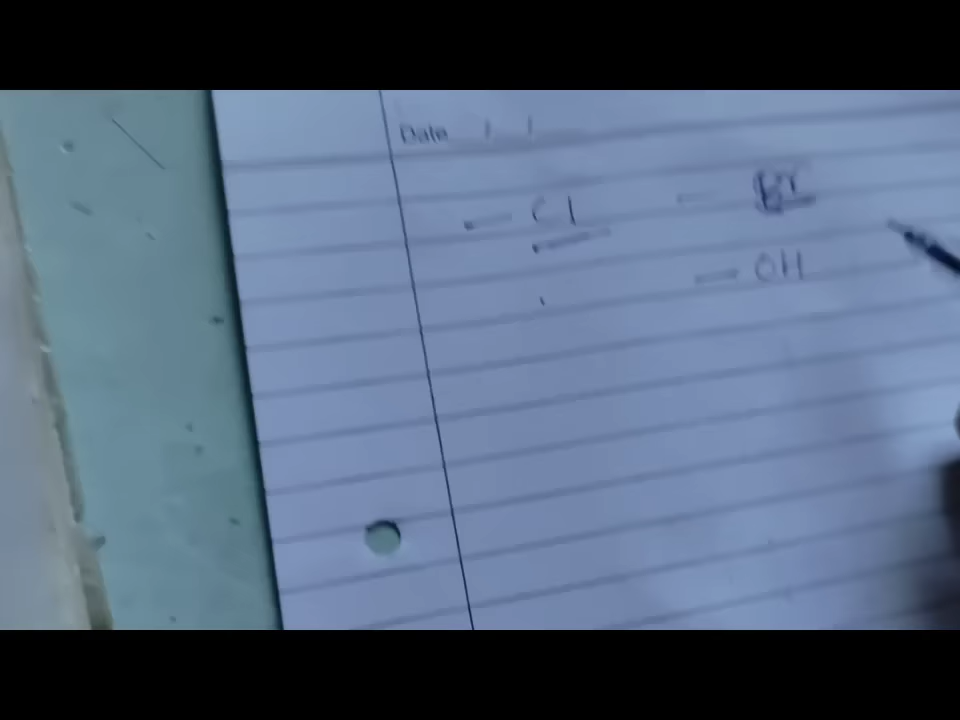 Date / /
— Cl — Br
— OH